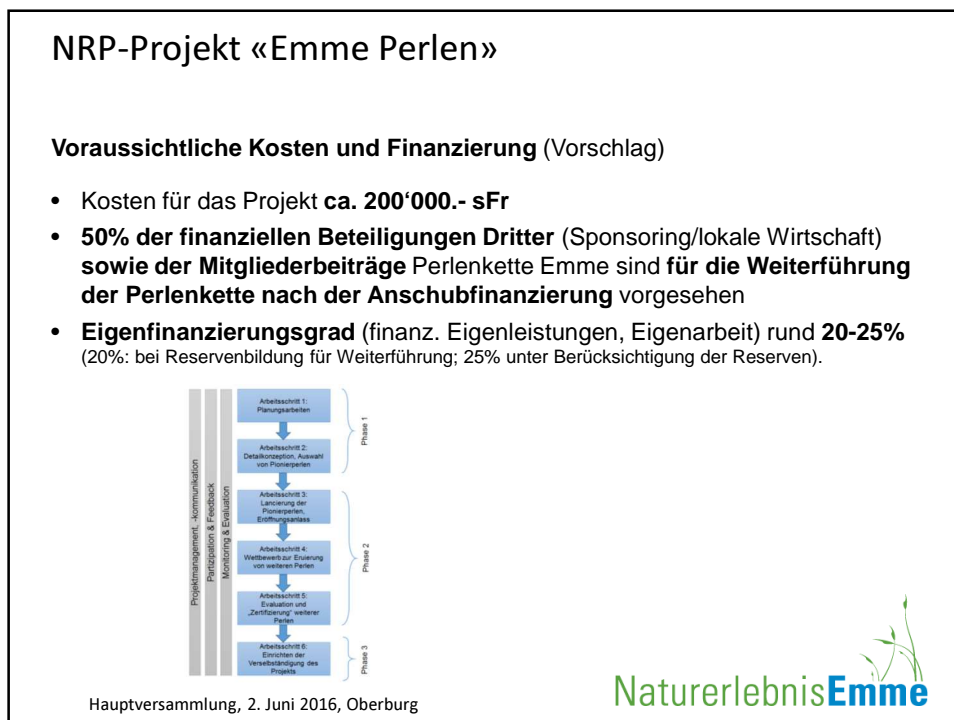 NRP-Projekt «Emme Perlen»
Voraussichtliche Kosten und Finanzierung (Vorschlag)
• Kosten für das Projekt ca. 200‘000.- sFr
• 50% der finanziellen Beteiligungen Dritter (Sponsoring/lokale Wirtschaft)
sowie der Mitgliederbeiträge Perlenkette Emme sind für die Weiterführung
der Perlenkette nach der Anschubfinanzierung vorgesehen
• Eigenfinanzierungsgrad (finanz. Eigenleistungen, Eigenarbeit) rund 20-25%
(20%: bei Reservenbildung für Weiterführung; 25% unter Berücksichtigung der Reserven).
Projektmanagement, -kommunikation
Partizipation & Feedback
Monitoring & Evaluation
Arbeitsschritt 1:
Planungsarbeiten
Arbeitsschritt 2:
Detailkonzeption, Auswahl
von Pionierperlen
Phase 1
Arbeitsschritt 3:
Lancierung der
Pionierperlen,
Eröffnungsanlass
Arbeitsschritt 4:
Wettbewerb zur Eruierung
von weiteren Perlen
Arbeitsschritt 5:
Evaluation und
„Zertifizierung“ weiterer
Perlen
Phase 2
Arbeitsschritt 6:
Einrichten der
Verselbständigung des
Projekts
Phase 3
Hauptversammlung, 2. Juni 2016, Oberburg
NaturerlebnisEmme